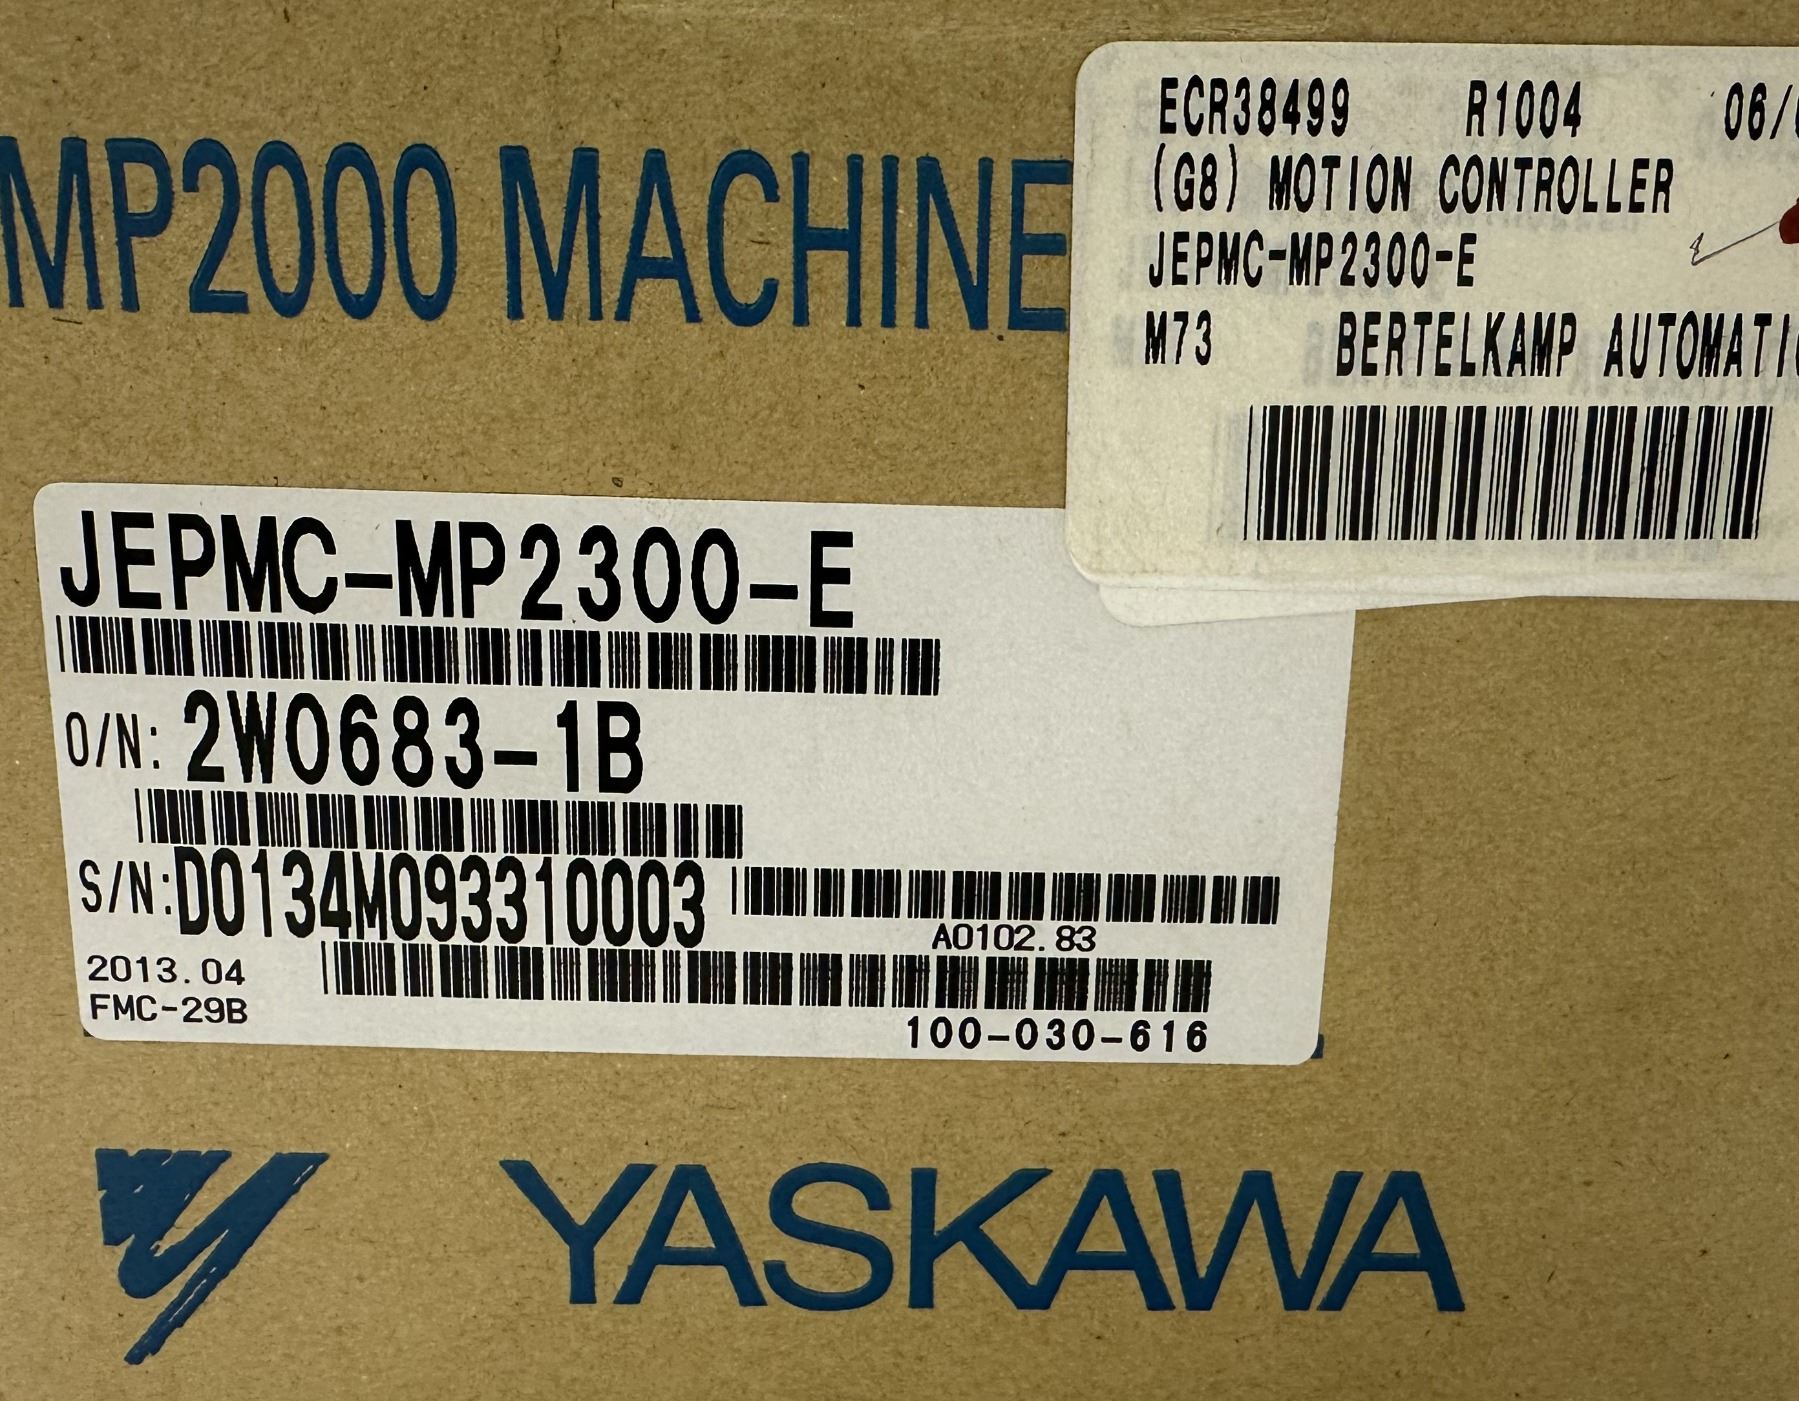 MP2000 MACHINE
ECR38499 R1004 06/
(G8) MOTION CONTROLLER
JEPMC-MP2300-E
M73 BERTELKAMP AUTOMATI
JEPMC-MP2300-E
O/N: 2W0683-1B
S/N: D0134M093310003
A0102.83
2013.04
FMC-29B
100-030-616
YASKAWA